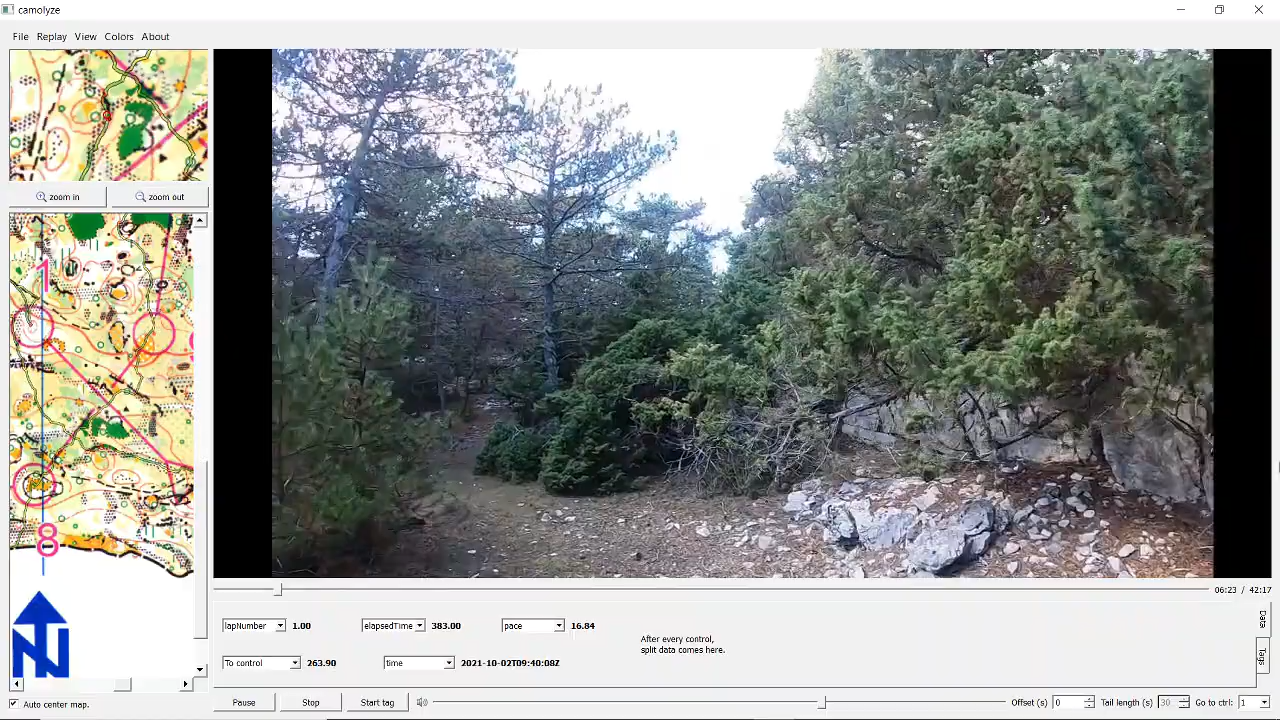 camolyze
File Replay View Colors About
zoom in zoom out
1
8
N
06:23 / 42:17
lapNumber 1.00 elapsedTime 383.00 pace 16.84
After every control,
split data comes here.
To control 263.90 time 2021-10-02T09:40:08Z
Data
Tags
Auto center map.
Pause Stop Start tag Offset (s) 0 Tail length (s) 30 Go to ctrl: 1